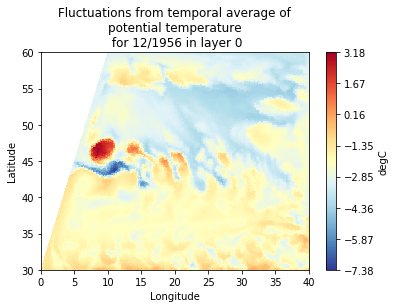 Fluctuations from temporal average of
potential temperature
for 12/1956 in layer 0
60
55
50
45
40
35
30
Latitude
0 5 10 15 20 25 30 35 40
Longitude
3.18
1.67
0.16
−1.35
−2.85
−4.36
−5.87
−7.38
degC